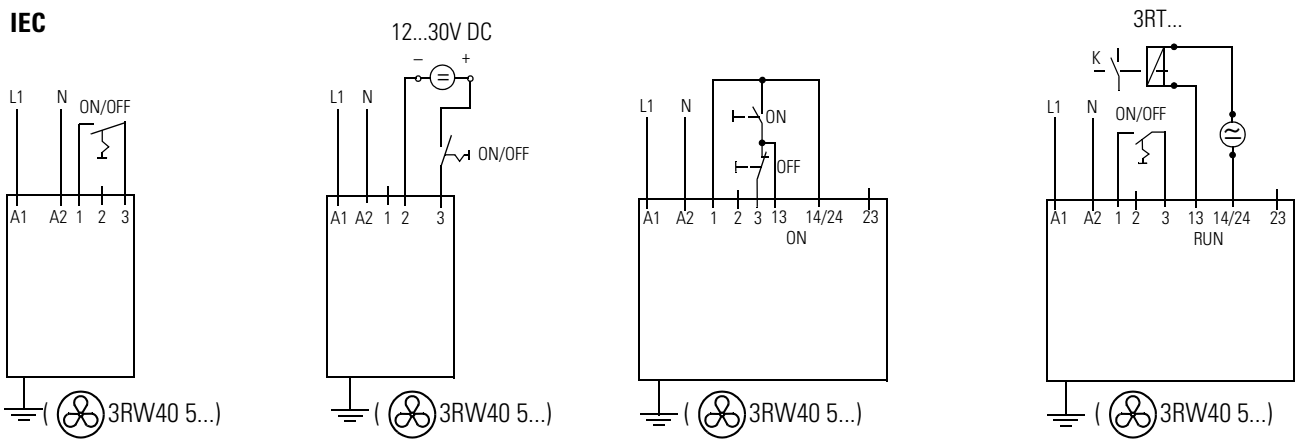 IEC
3RT...
12...30V DC
– +
K
L1 N ON/OFF
L1 N
ON/OFF
L1 N
ON
OFF
L1 N ON/OFF
A1 A2 1 2 3
A1 A2 1 2 3
A1 A2 1 2 3 13 14/24 23
ON
A1 A2 1 2 3 13 14/24 23
RUN
( 3RW40 5...)
( 3RW40 5...)
( 3RW40 5...)
( 3RW40 5...)